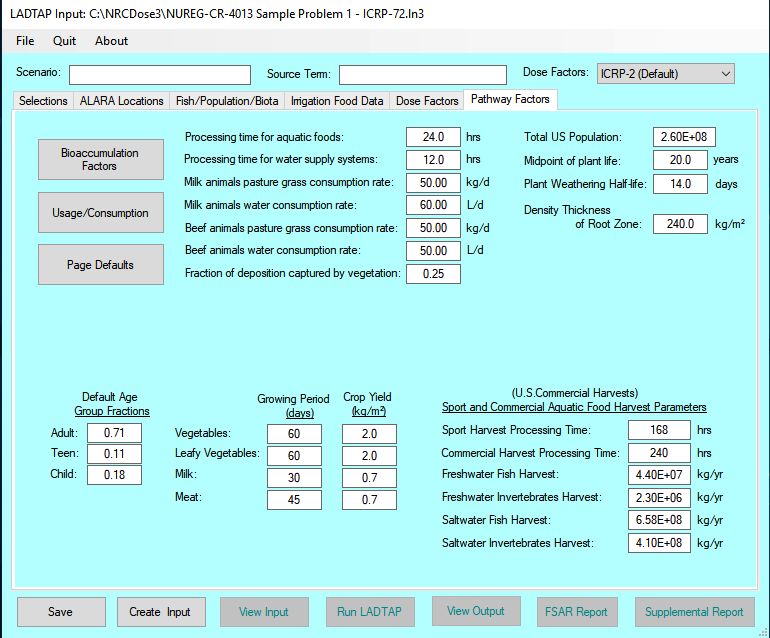 LADTAP Input: C:\NRCDose3\NUREG-CR-4013 Sample Problem 1 - ICRP-72.In3
File Quit About
Scenario: Source Term: Dose Factors: ICRP-2 (Default)
Selections ALARA Locations Fish/Population/Biota Irrigation Food Data Dose Factors Pathway Factors
Bioaccumulation
Factors
Usage/Consumption
Page Defaults
Processing time for aquatic foods: 24.0 hrs
Processing time for water supply systems: 12.0 hrs
Milk animals pasture grass consumption rate: 50.00 kg/d
Milk animals water consumption rate: 60.00 L/d
Beef animals pasture grass consumption rate: 50.00 kg/d
Beef animals water consumption rate: 50.00 L/d
Fraction of deposition captured by vegetation: 0.25
Total US Population: 2.60E+08
Midpoint of plant life: 20.0 years
Plant Weathering Half-life: 14.0 days
Density Thickness
of Root Zone: 240.0 kg/m²
Default Age
Group Fractions
Adult: 0.71
Teen: 0.11
Child: 0.18
Growing Period Crop Yield
(days) (kg/m²)
Vegetables: 60 2.0
Leafy Vegetables: 60 2.0
Milk: 30 0.7
Meat: 45 0.7
(U.S.Commercial Harvests)
Sport and Commercial Aquatic Food Harvest Parameters
Sport Harvest Processing Time: 168 hrs
Commercial Harvest Processing Time: 240 hrs
Freshwater Fish Harvest: 4.40E+07 kg/yr
Freshwater Invertebrates Harvest: 2.30E+06 kg/yr
Saltwater Fish Harvest: 6.58E+08 kg/yr
Saltwater Invertebrates Harvest: 4.10E+08 kg/yr
Save Create Input View Input Run LADTAP View Output FSAR Report Supplemental Report